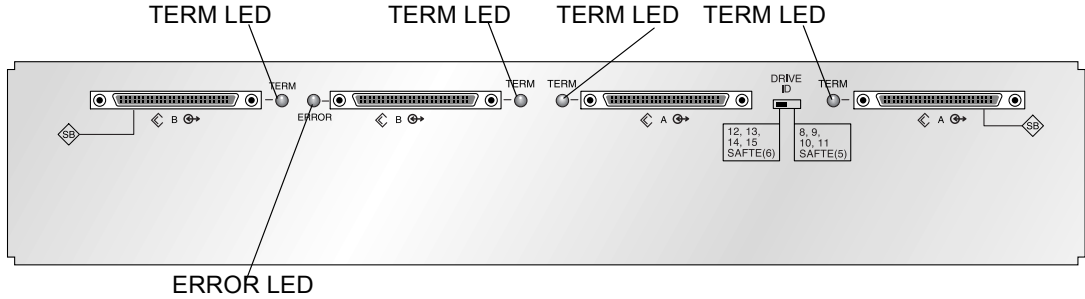 TERM LED TERM LED TERM LED TERM LED
TERM
ERROR
TERM
TERM
DRIVE
ID
TERM
B
B
A
A
SB
SB
12, 13,
14, 15
SAFTE(6)
8, 9,
10, 11
SAFTE(5)
ERROR LED